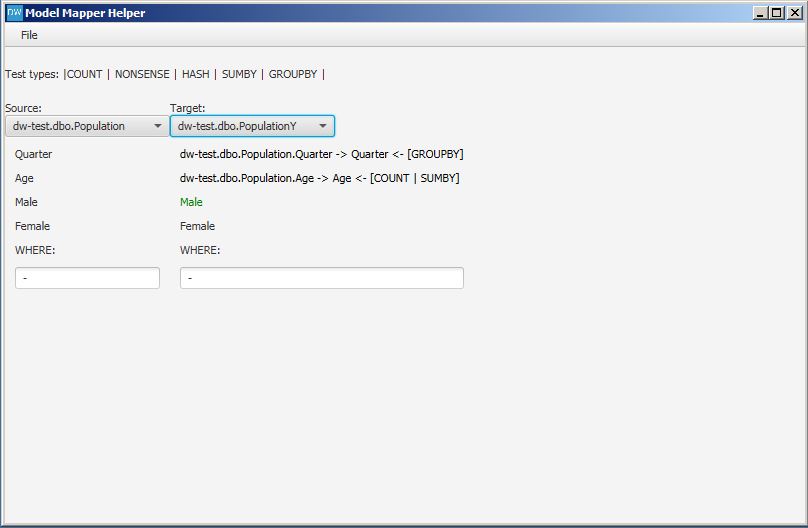 DW Model Mapper Helper
File
Test types: |COUNT | NONSENSE | HASH | SUMBY | GROUPBY |
Source: Target:
dw-test.dbo.Population dw-test.dbo.PopulationY
Quarter dw-test.dbo.Population.Quarter -> Quarter <- [GROUPBY]
Age dw-test.dbo.Population.Age -> Age <- [COUNT | SUMBY]
Male Male
Female Female
WHERE: WHERE:
- -